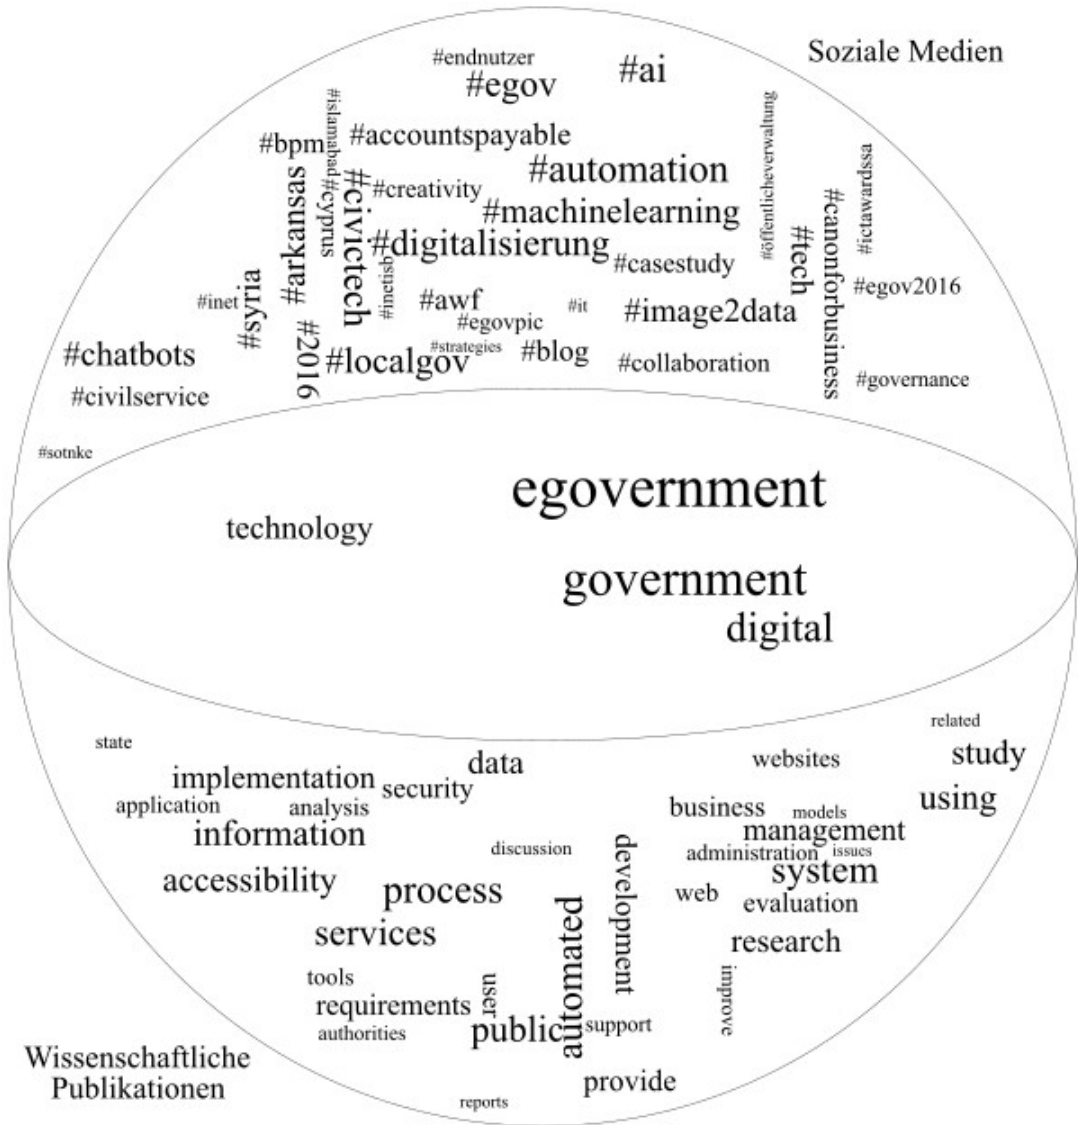 Soziale Medien
#endnutzer
#egov
#ai
#islamabad
#accountspayable
#bpm
#öffentlicheverwaltung
#automation
#ictawardssa
#arkansas
#cyprus
#civictech
#creativity
#canonforbusiness
#machinelearning
#digitalisierung
#tech
#casestudy
#imetisb
#syria
#inet
#awf
#it
#egov2016
#image2data
#egovpic
#2016
#strategies
#blog
#chatbots
#localgov
#collaboration
#governance
#civilservice
#sotnke
egovernment
technology
government
digital
related
state
data
websites
study
implementation
security
application
analysis
business
using
models
information
management
discussion
development
administration
issues
accessibility
process
system
web
evaluation
services
automated
research
tools
user
improve
requirements
public
support
authorities
Wissenschaftliche
Publikationen
provide
reports